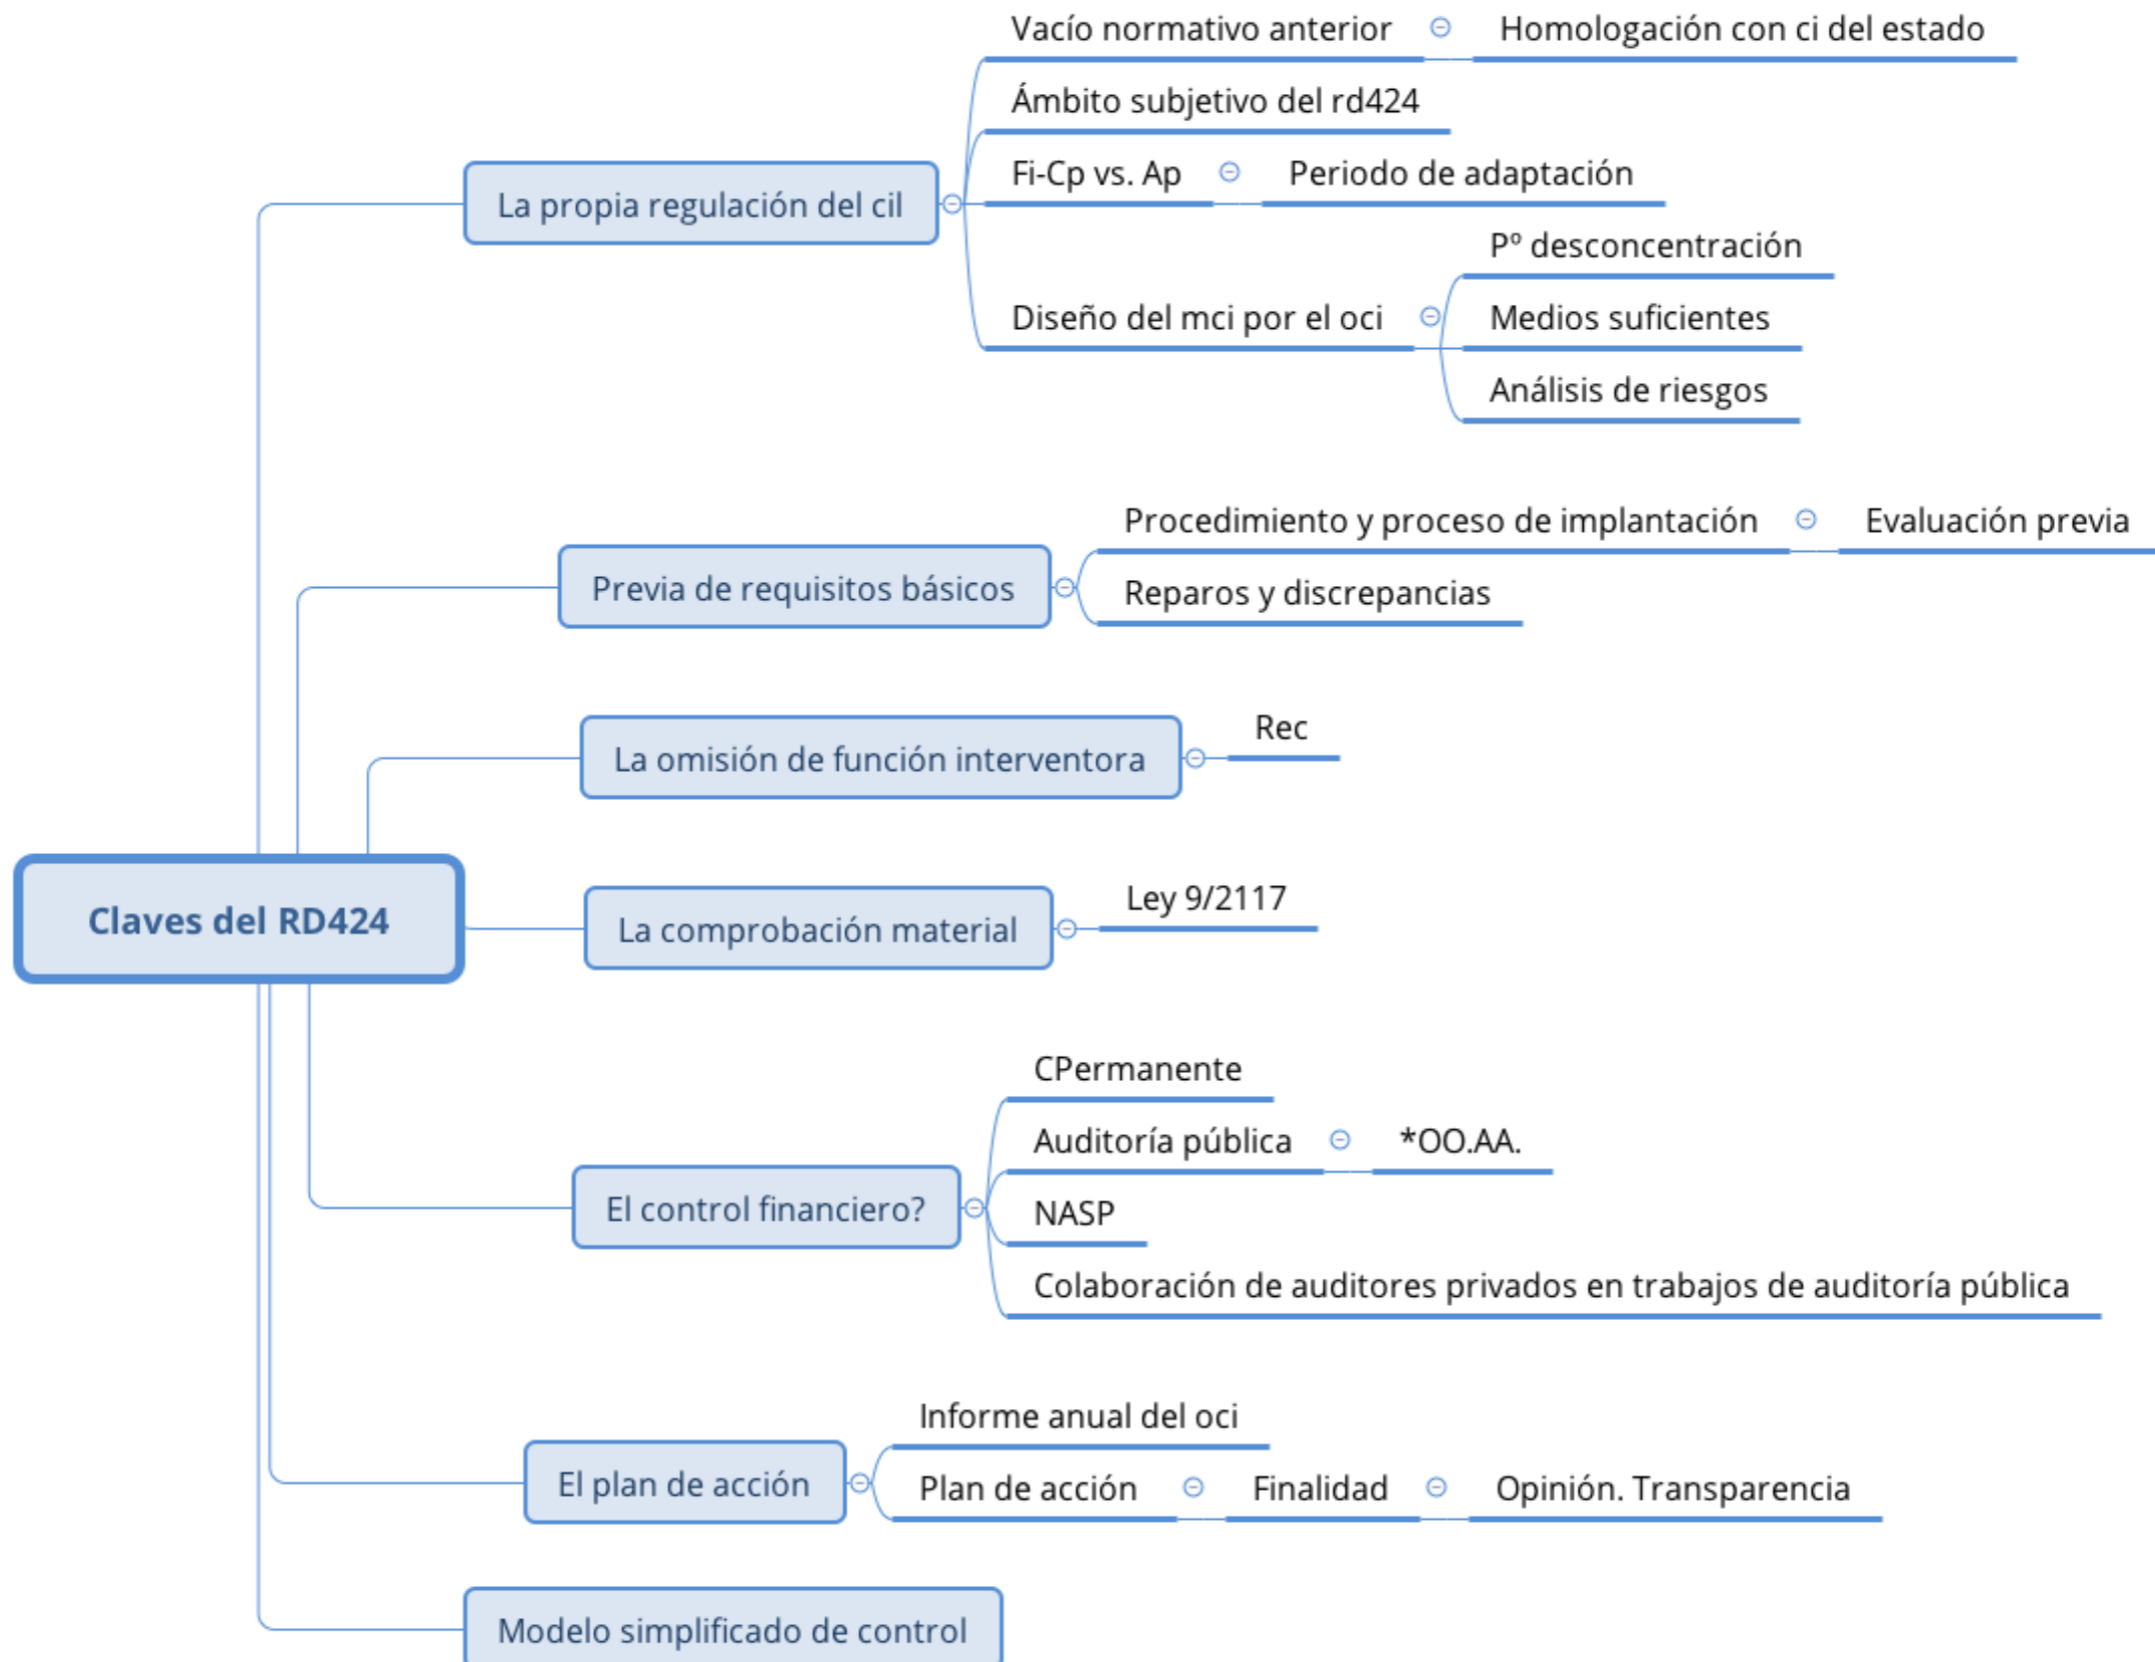 Vacío normativo anterior
Homologación con ci del estado
Ámbito subjetivo del rd424
Fi-Cp vs. Ap
Periodo de adaptación
La propia regulación del cil
Pº desconcentración
Diseño del mci por el oci
Medios suficientes
Análisis de riesgos
Procedimiento y proceso de implantación
Evaluación previa
Previa de requisitos básicos
Reparos y discrepancias
La omisión de función interventora
Rec
Claves del RD424
La comprobación material
Ley 9/2117
CPermanente
Auditoría pública
*OO.AA.
El control financiero?
NASP
Colaboración de auditores privados en trabajos de auditoría pública
Informe anual del oci
El plan de acción
Plan de acción
Finalidad
Opinión. Transparencia
Modelo simplificado de control